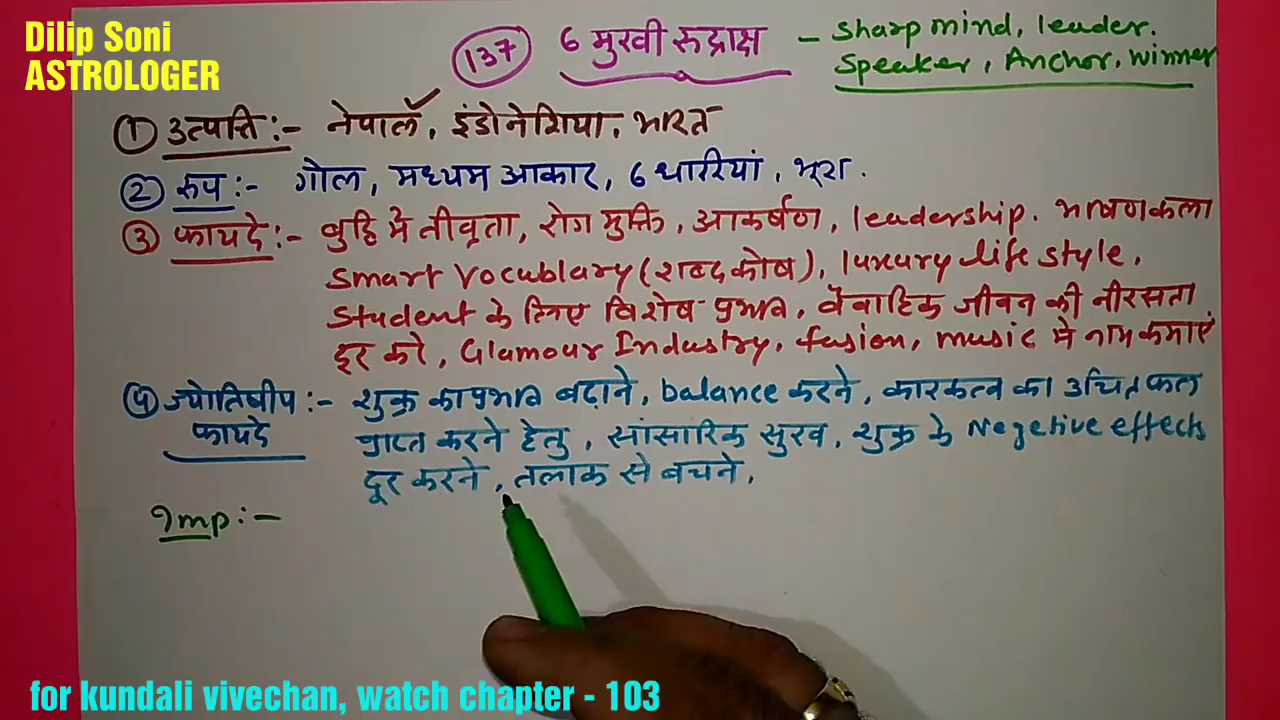 Dilip Soni
ASTROLOGER
137 6 मुखी रुद्राक्ष - sharp mind, leader.
Speaker, Anchor, winner
① उत्पत्ति :- नेपाल, इंडोनेशिया, भारत
② रुप :- गोल, मध्यम आकार, 6 धारियां, भूरा.
③ फायदे :- बुद्धि मे तीव्रता, रोग मुक्ति, आकर्षण, leadership. भाषण कला
smart vocublary (शब्दकोष), luxury life style,
student के लिए विशेष प्रभाव, वैवाहिक जीवन की नीरसता
दूर करे, Glamour Industry, fusion, music मे नाम कमाएं
④ ज्योतिषीय :- शुक्र का प्रभाव बढ़ाने, balance करने, कारकत्व का उचित फल
फायदे प्राप्त करने हेतु, सांसारिक सुख, शुक्र के Negetive effects
दूर करने, तलाक से बचने,
Imp :-
for kundali vivechan, watch chapter - 103